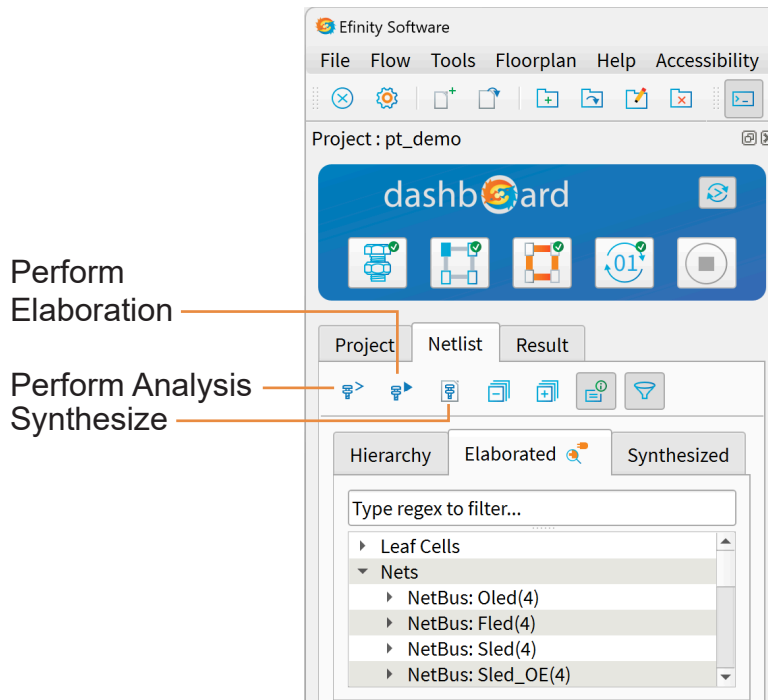 Efinity Software
File Flow Tools Floorplan Help Accessibility
Project : pt_demo
dashboard
01
Perform
Elaboration
Project Netlist Result
Perform Analysis
Synthesize
Hierarchy Elaborated Synthesized
Type regex to filter...
Leaf Cells
Nets
NetBus: Oled(4)
NetBus: Fled(4)
NetBus: Sled(4)
NetBus: Sled_OE(4)